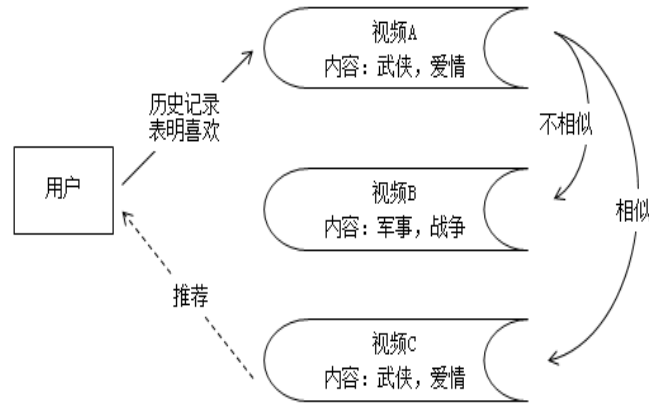 视频A
内容：武侠，爱情
历史记录
表明喜欢
不相似
用户
视频B
内容：军事，战争
相似
推荐
视频C
内容：武侠，爱情